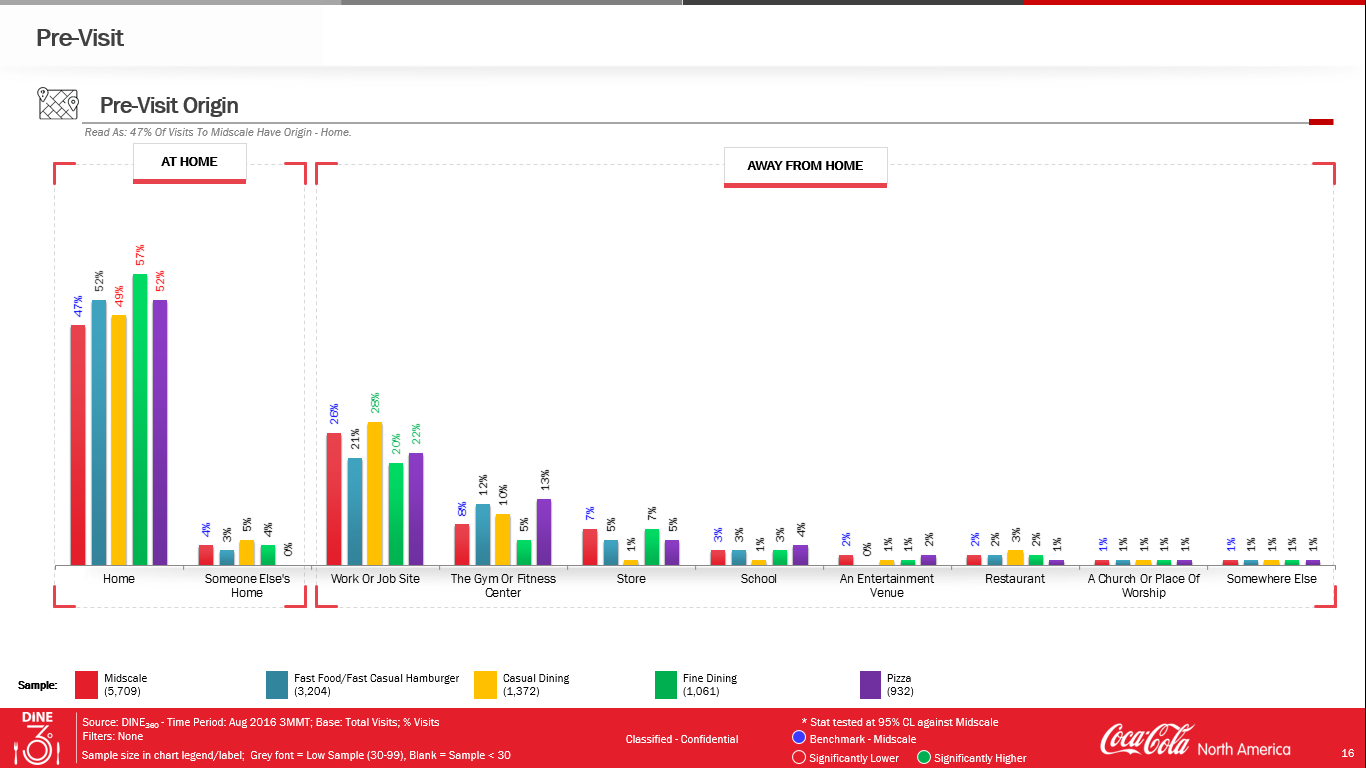 Pre-Visit
Pre-Visit Origin
Read As: 47% Of Visits To Midscale Have Origin - Home.
AT HOME
AWAY FROM HOME
47% 52% 49% 57% 52%
4% 3% 5% 4% 0%
26% 21% 28% 20% 22%
8% 12% 10% 5% 13%
7% 5% 1% 7% 5%
3% 3% 1% 3% 4%
2% 0% 1% 1% 2%
2% 2% 3% 2% 1%
1% 1% 1% 1% 1%
1% 1% 1% 1% 1%
Home
Someone Else's
Home
Work Or Job Site
The Gym Or Fitness
Center
Store
School
An Entertainment
Venue
Restaurant
A Church Or Place Of
Worship
Somewhere Else
Sample:
Midscale
(5,709)
Fast Food/Fast Casual Hamburger
(3,204)
Casual Dining
(1,372)
Fine Dining
(1,061)
Pizza
(932)
DINE
360
Source: DINE360 - Time Period: Aug 2016 3MMT; Base: Total Visits; % Visits
Filters: None
Sample size in chart legend/label; Grey font = Low Sample (30-99), Blank = Sample < 30
Classified - Confidential
* Stat tested at 95% CL against Midscale
Benchmark - Midscale
Significantly Lower
Significantly Higher
Coca-Cola North America
16